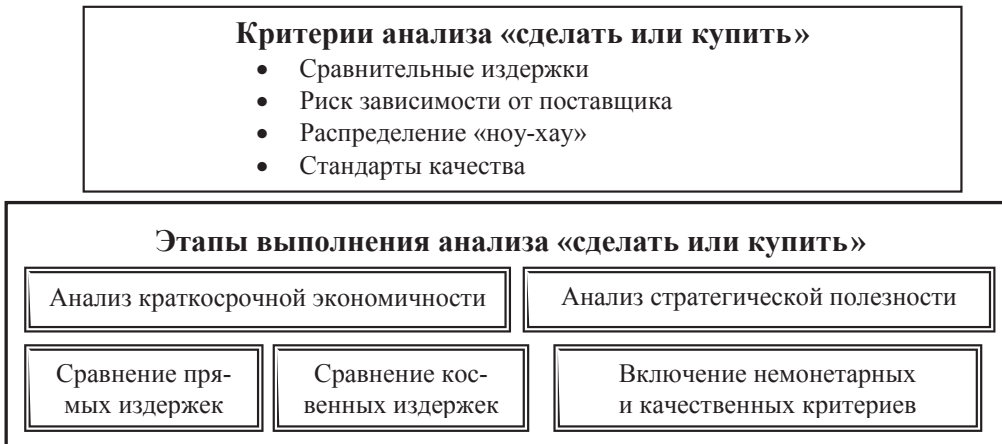 Критерии анализа «сделать или купить»
• Сравнительные издержки
• Риск зависимости от поставщика
• Распределение «ноу-хау»
• Стандарты качества
Этапы выполнения анализа «сделать или купить»
Анализ краткосрочной экономичности
Анализ стратегической полезности
Сравнение пря-
мых издержек
Сравнение кос-
венных издержек
Включение немонетарных
и качественных критериев